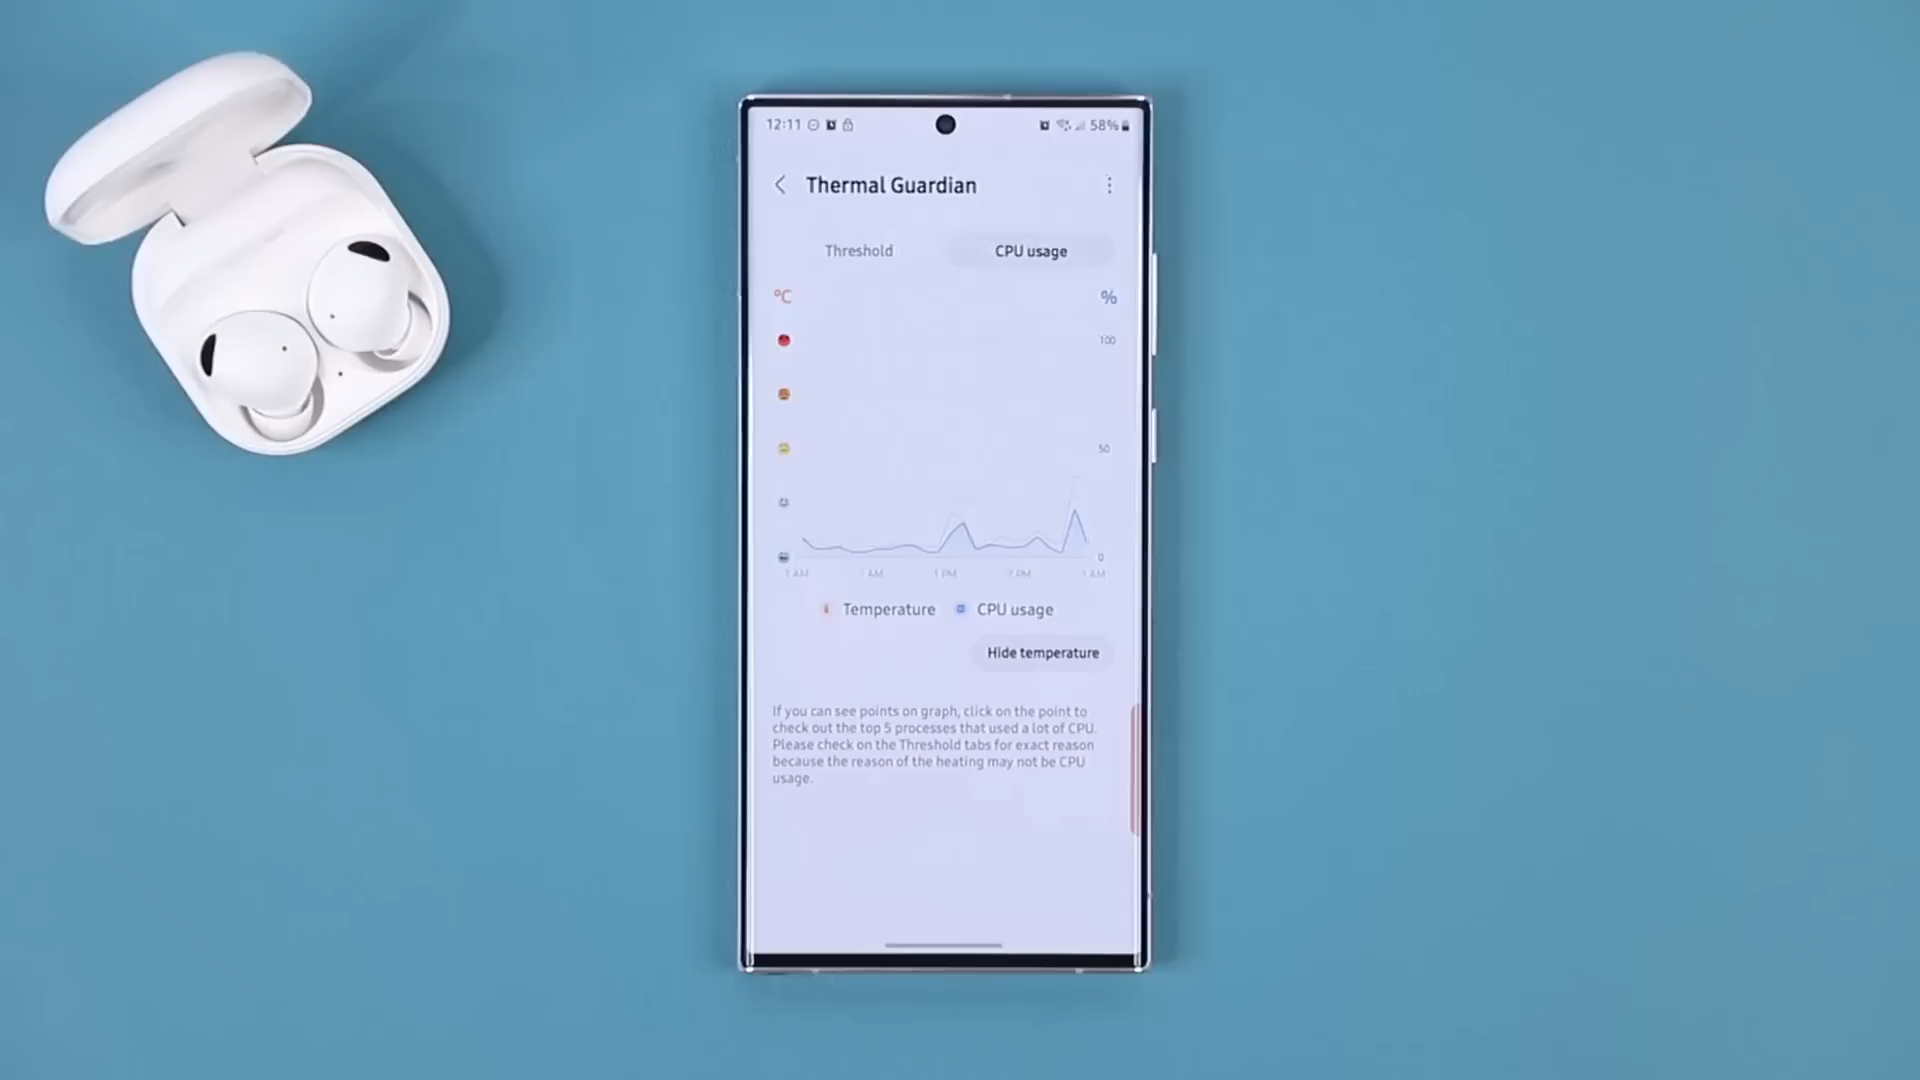 12:11
58%
Thermal Guardian
Threshold
CPU usage
°C
%
100
50
0
1 PM
Temperature
CPU usage
Hide temperature
If you can see points on graph, click on the point to
check out the top 5 processes that used a lot of CPU.
Please check on the Threshold tabs for exact reason
because the reason of the heating may not be CPU
usage.